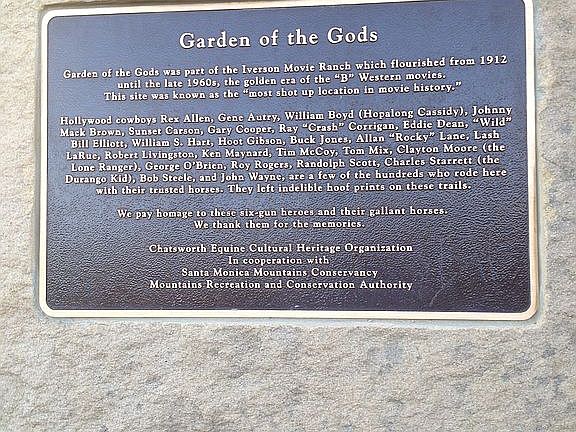 Garden of the Gods
Garden of the Gods was part of the Iverson Movie Ranch which flourished from 1912
until the late 1960s, the golden era of the “B” Western movies.
This site was known as the “most shot up location in movie history.”
Hollywood cowboys Rex Allen, Gene Autry, William Boyd (Hopalong Cassidy), Johnny
Mack Brown, Sunset Carson, Gary Cooper, Ray “Crash” Corrigan, Eddie Dean, “Wild”
Bill Elliott, William S. Hart, Hoot Gibson, Buck Jones, Allan “Rocky” Lane, Lash
LaRue, Robert Livingston, Ken Maynard, Tim McCoy, Tom Mix, Clayton Moore (the
Lone Ranger), George O'Brien, Roy Rogers, Randolph Scott, Charles Starrett (the
Durango Kid), Bob Steele, and John Wayne, are a few of the hundreds who rode here
with their trusted horses. They left indelible hoof prints on these trails.
We pay homage to these six-gun heroes and their gallant horses.
We thank them for the memories.
Chatsworth Equine Cultural Heritage Organization
In cooperation with
Santa Monica Mountains Conservancy
Mountains Recreation and Conservation Authority